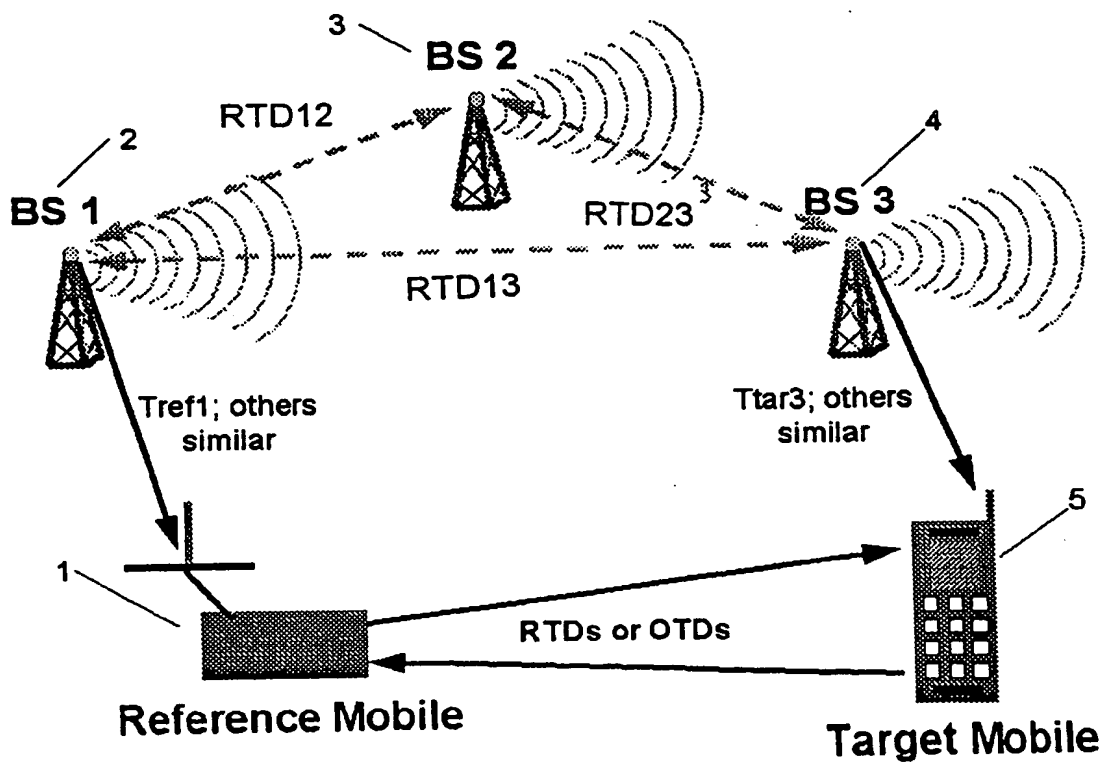 3
BS 2
RTD12
2
4
BS 1
BS 3
RTD23
RTD13
Tref1; others
similar
Ttar3; others
similar
5
1
RTDs or OTDs
Reference Mobile
Target Mobile